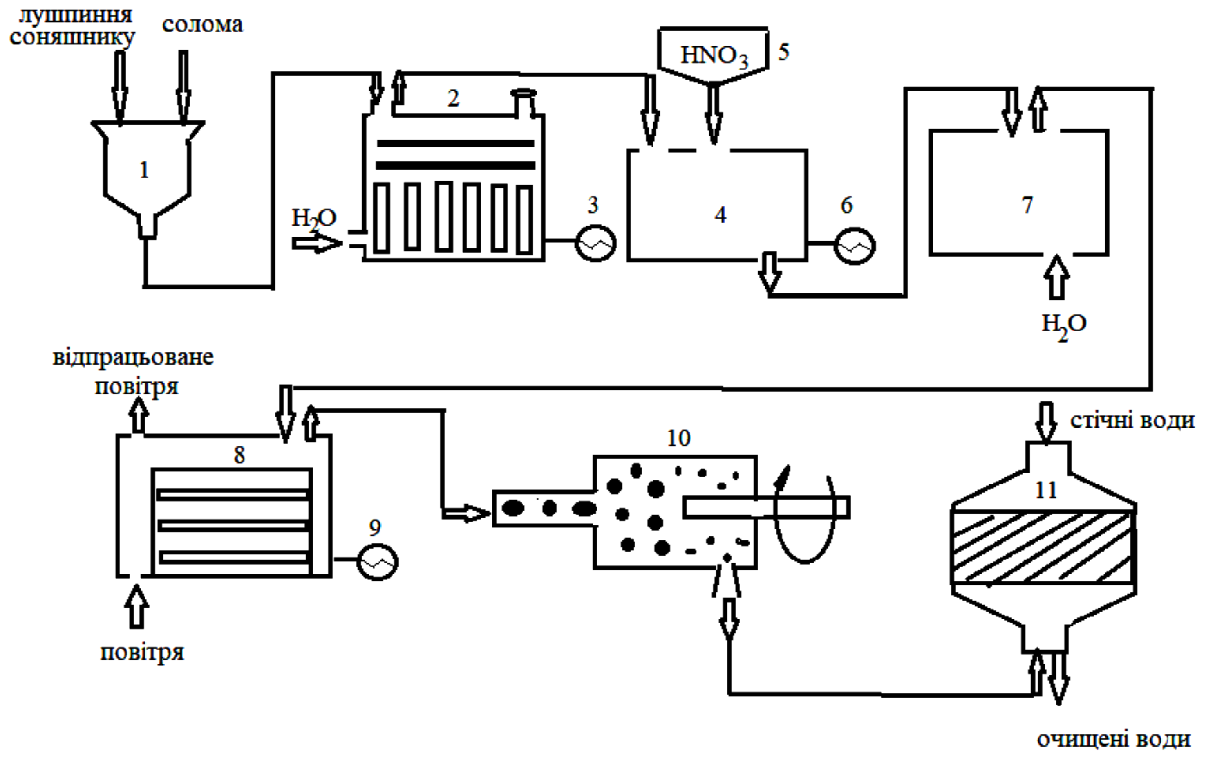 лушпиння
соняшнику
солома
1
H2O
2
3
HNO3
5
4
6
7
H2O
відпрацьоване
повітря
8
9
повітря
10
стічні води
11
очищені води